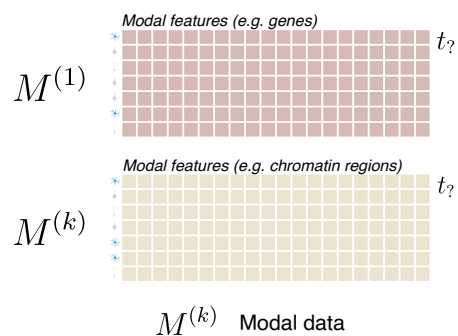 Modal features (e.g. genes)
t?
M(1)
Modal features (e.g. chromatin regions)
t?
M(k)
M(k) Modal data